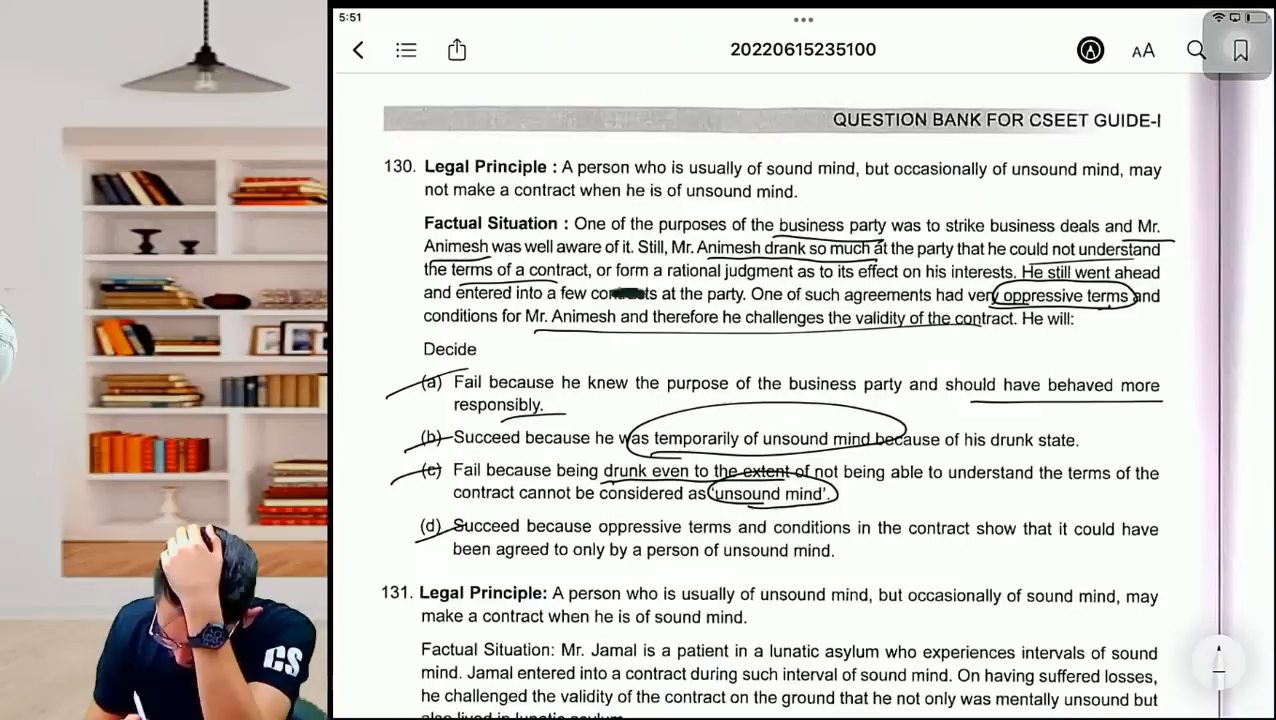 5:51
20220615235100
AA
QUESTION BANK FOR CSEET GUIDE-I
130. Legal Principle : A person who is usually of sound mind, but occasionally of unsound mind, may
not make a contract when he is of unsound mind.
Factual Situation : One of the purposes of the business party was to strike business deals and Mr.
Animesh was well aware of it. Still, Mr. Animesh drank so much at the party that he could not understand
the terms of a contract, or form a rational judgment as to its effect on his interests. He still went ahead
and entered into a few contracts at the party. One of such agreements had very oppressive terms and
conditions for Mr. Animesh and therefore he challenges the validity of the contract. He will:
Decide
(a) Fail because he knew the purpose of the business party and should have behaved more
responsibly.
(b) Succeed because he was temporarily of unsound mind because of his drunk state.
(c) Fail because being drunk even to the extent of not being able to understand the terms of the
contract cannot be considered as 'unsound mind'.
(d) Succeed because oppressive terms and conditions in the contract show that it could have
been agreed to only by a person of unsound mind.
131. Legal Principle: A person who is usually of unsound mind, but occasionally of sound mind, may
make a contract when he is of sound mind.
Factual Situation: Mr. Jamal is a patient in a lunatic asylum who experiences intervals of sound
mind. Jamal entered into a contract during such interval of sound mind. On having suffered losses,
he challenged the validity of the contract on the ground that he not only was mentally unsound but
also lived in lunatic asylum.
CS